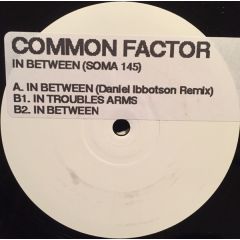 COMMON FACTOR
IN BETWEEN (SOMA 145)
A. IN BETWEEN (Daniel Ibbotson Remix)
B1. IN TROUBLES ARMS
B2. IN BETWEEN